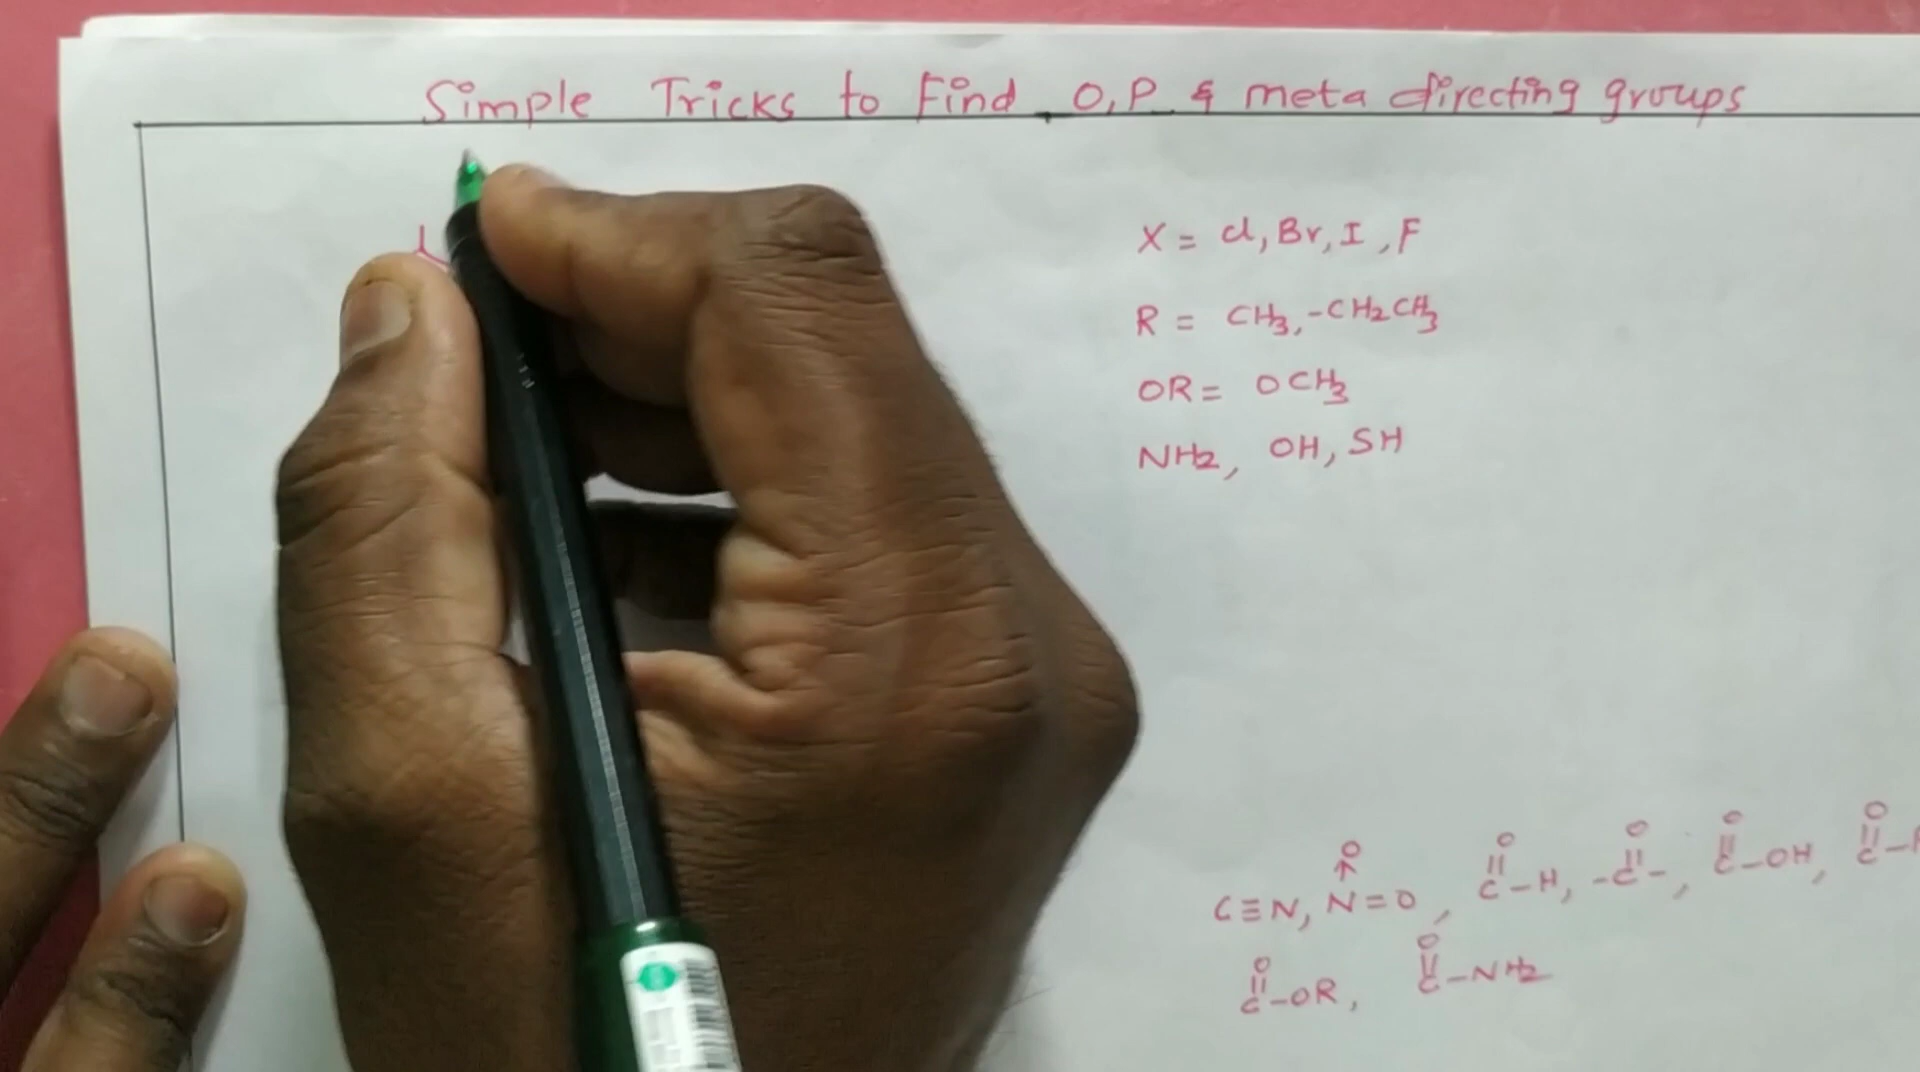 Simple Tricks to Find O,P & meta directing groups
X = Cl, Br, I, F
R = CH3, -CH2CH3
OR = OCH3
NH2, OH, SH
O O O O O O
↑ || || || ||
C≡N, N=O, C-H, -C-, C-OH, C-
O O
|| ||
C-OR, C-NH2